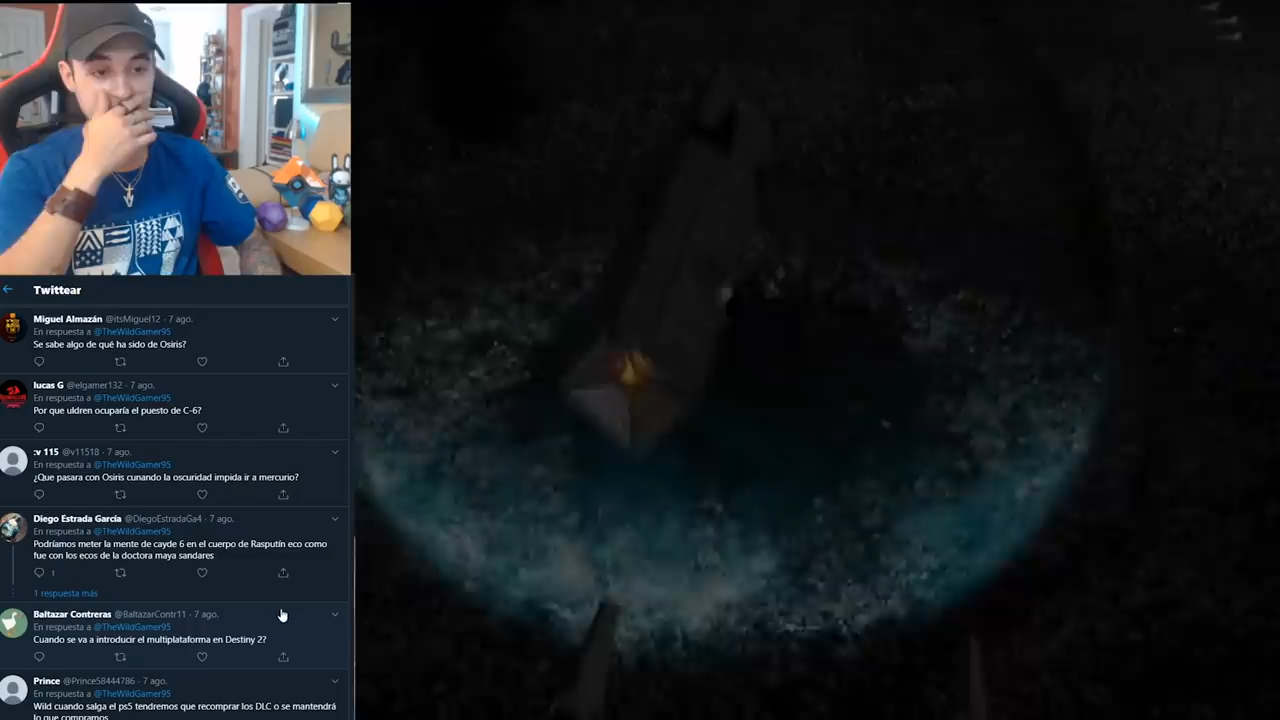 Twittear
Miguel Almazán @itsMiguel12 · 7 ago.
En respuesta a @TheWildGamer95
Se sabe algo de qué ha sido de Osiris?
lucas G @elgamer132 · 7 ago.
En respuesta a @TheWildGamer95
Por que uldren ocuparía el puesto de C-6?
:v 115 @v11518 · 7 ago.
En respuesta a @TheWildGamer95
¿Que pasara con Osiris cunando la oscuridad impida ir a mercurio?
Diego Estrada García @DiegoEstradaGa4 · 7 ago.
En respuesta a @TheWildGamer95
Podríamos meter la mente de cayde 6 en el cuerpo de Rasputín eco como
fue con los ecos de la doctora maya sandares
1
1 respuesta más
Baltazar Contreras @BaltazarContr11 · 7 ago.
En respuesta a @TheWildGamer95
Cuando se va a introducir el multiplataforma en Destiny 2?
Prince @Prince58444786 · 7 ago.
En respuesta a @TheWildGamer95
Wild cuando salga el ps5 tendremos que recomprar los DLC o se mantendrá
lo que compramos